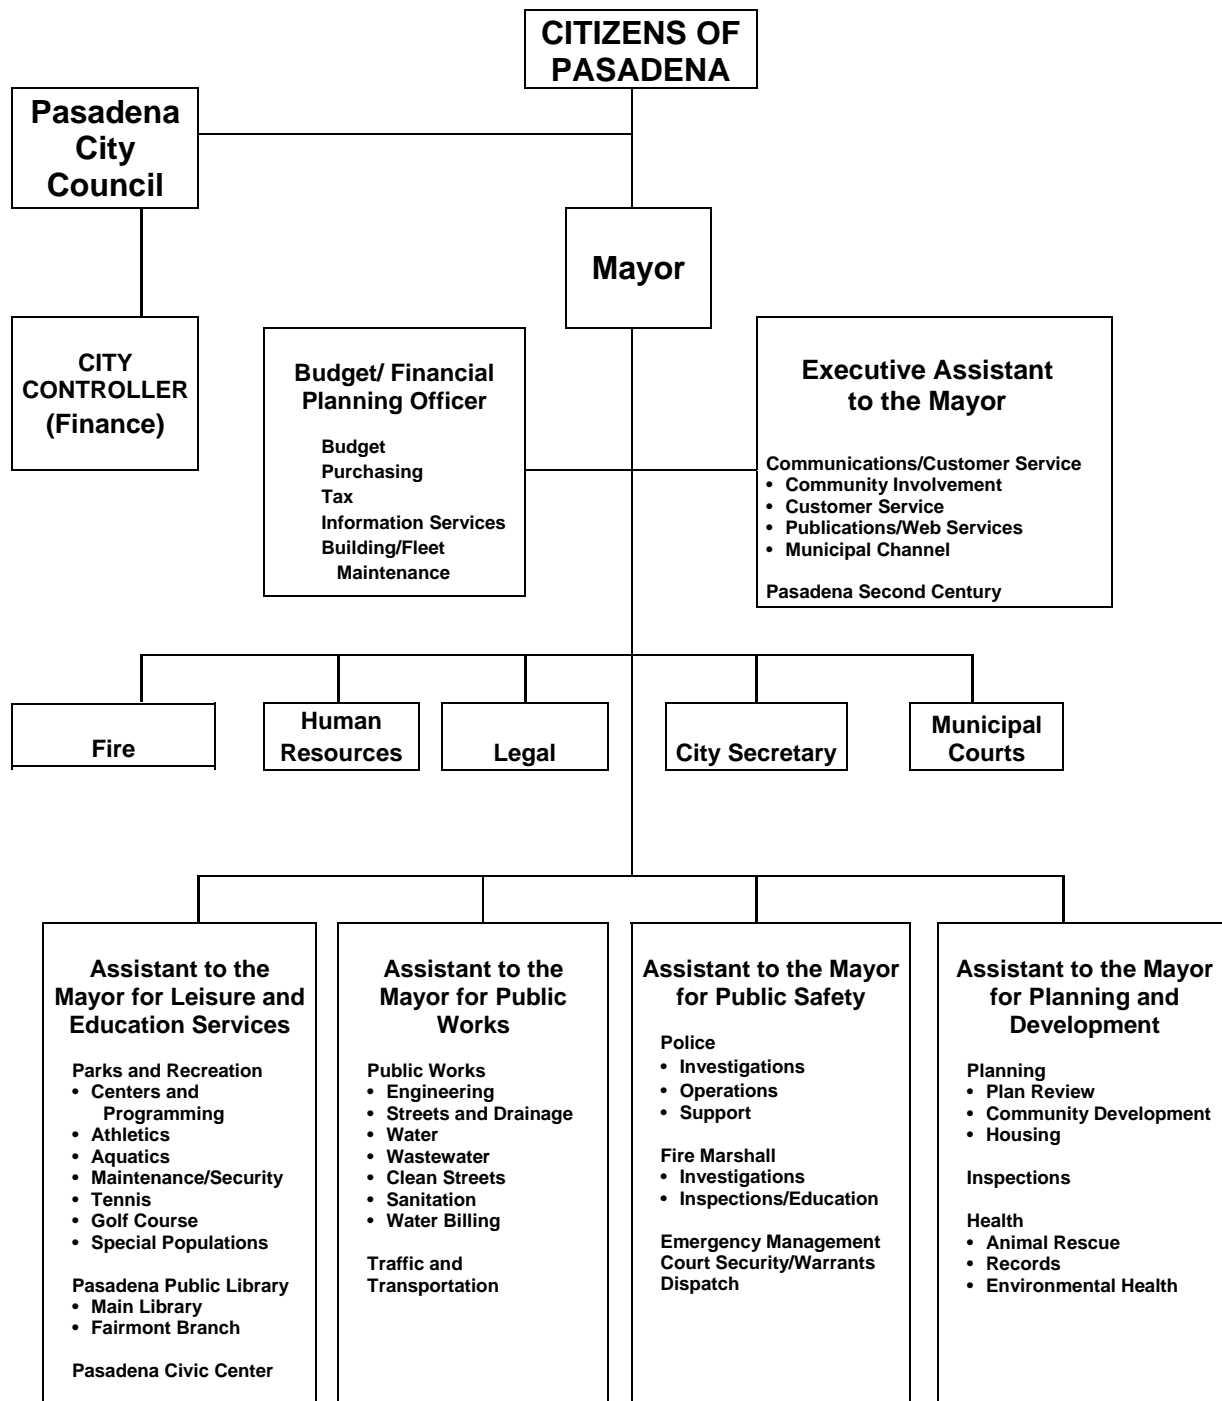 CITIZENS OF
PASADENA
Pasadena
City
Council
Mayor
CITY
CONTROLLER
(Finance)
Budget/ Financial
Planning Officer
Budget
Purchasing
Tax
Information Services
Building/Fleet
Maintenance
Executive Assistant
to the Mayor
Communications/Customer Service
• Community Involvement
• Customer Service
• Publications/Web Services
• Municipal Channel
Pasadena Second Century
Fire
Human
Resources
Legal
City Secretary
Municipal
Courts
Assistant to the
Mayor for Leisure and
Education Services
Parks and Recreation
• Centers and
Programming
• Athletics
• Aquatics
• Maintenance/Security
• Tennis
• Golf Course
• Special Populations
Pasadena Public Library
• Main Library
• Fairmont Branch
Pasadena Civic Center
Assistant to the
Mayor for Public
Works
Public Works
• Engineering
• Streets and Drainage
• Water
• Wastewater
• Clean Streets
• Sanitation
• Water Billing
Traffic and
Transportation
Assistant to the Mayor
for Public Safety
Police
• Investigations
• Operations
• Support
Fire Marshall
• Investigations
• Inspections/Education
Emergency Management
Court Security/Warrants
Dispatch
Assistant to the Mayor
for Planning and
Development
Planning
• Plan Review
• Community Development
• Housing
Inspections
Health
• Animal Rescue
• Records
• Environmental Health